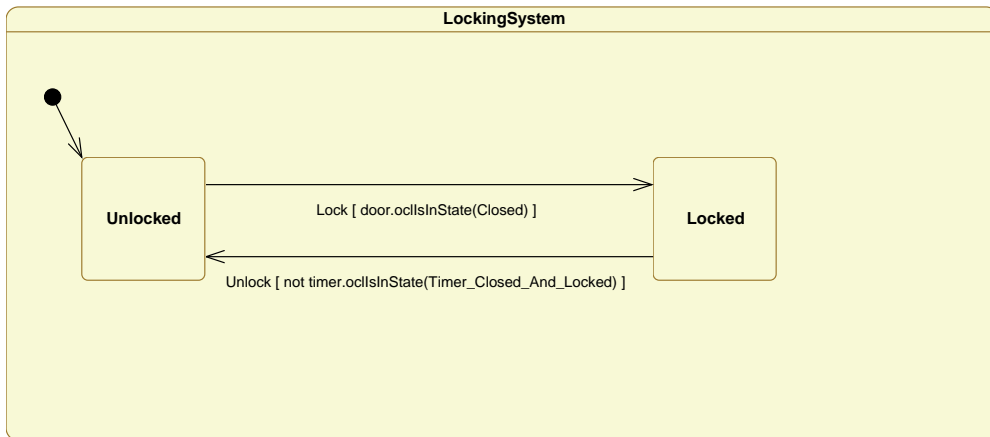 LockingSystem
Unlocked
Lock [ door.oclIsInState(Closed) ]
Locked
Unlock [ not timer.oclIsInState(Timer_Closed_And_Locked) ]